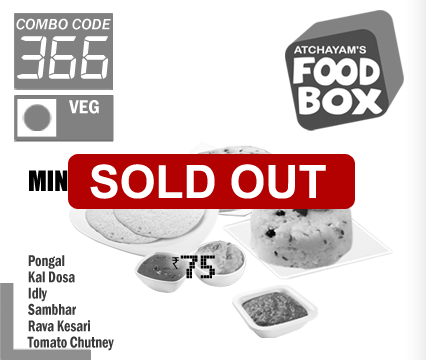 COMBO CODE
366
VEG
ATCHAYAM'S
FOOD
BOX
MIN
SOLD OUT
₹75
Pongal
Kal Dosa
Idly
Sambhar
Rava Kesari
Tomato Chutney